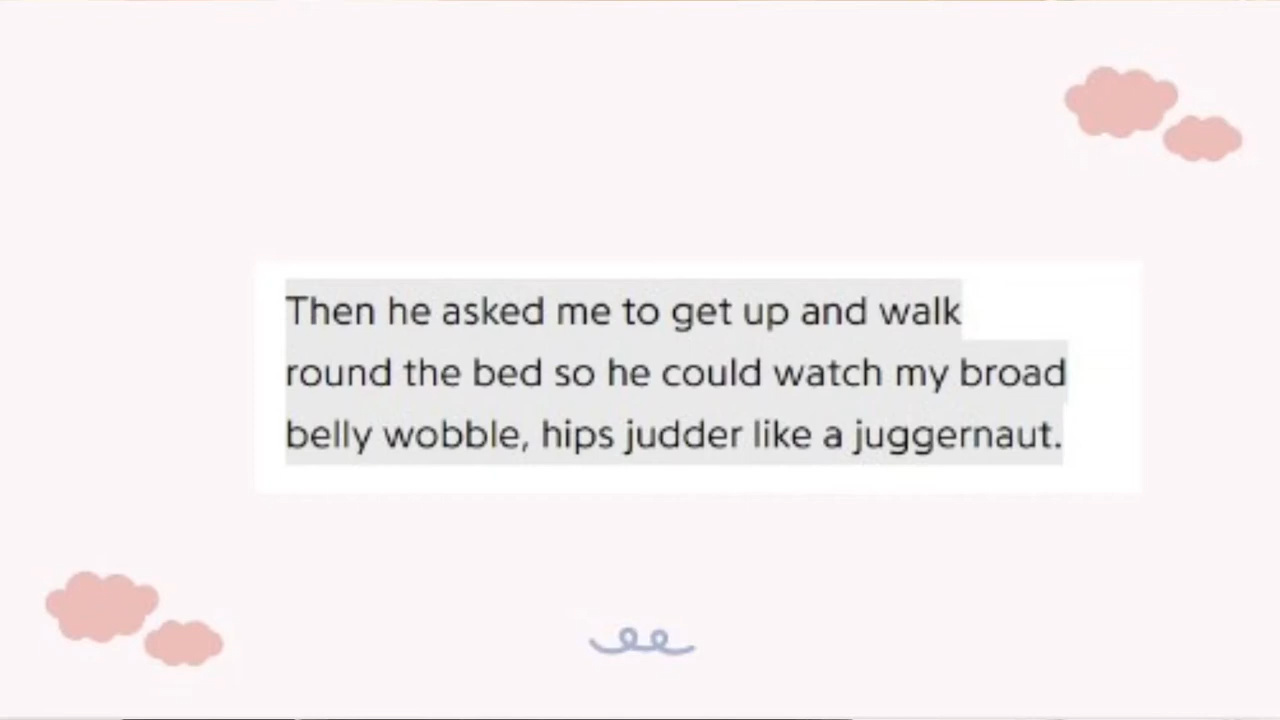 Then he asked me to get up and walk
round the bed so he could watch my broad
belly wobble, hips judder like a juggernaut.